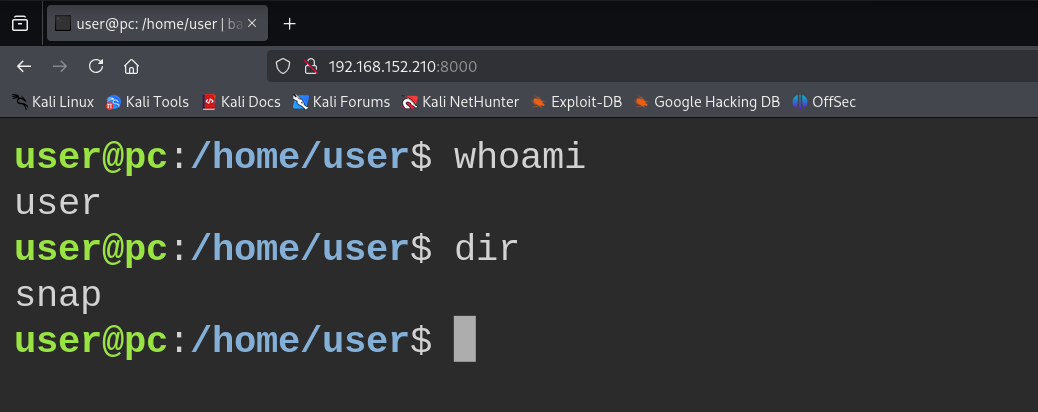 user@pc: /home/user | ba
192.168.152.210:8000
Kali Linux Kali Tools Kali Docs Kali Forums Kali NetHunter Exploit-DB Google Hacking DB OffSec
user@pc:/home/user$ whoami
user
user@pc:/home/user$ dir
snap
user@pc:/home/user$